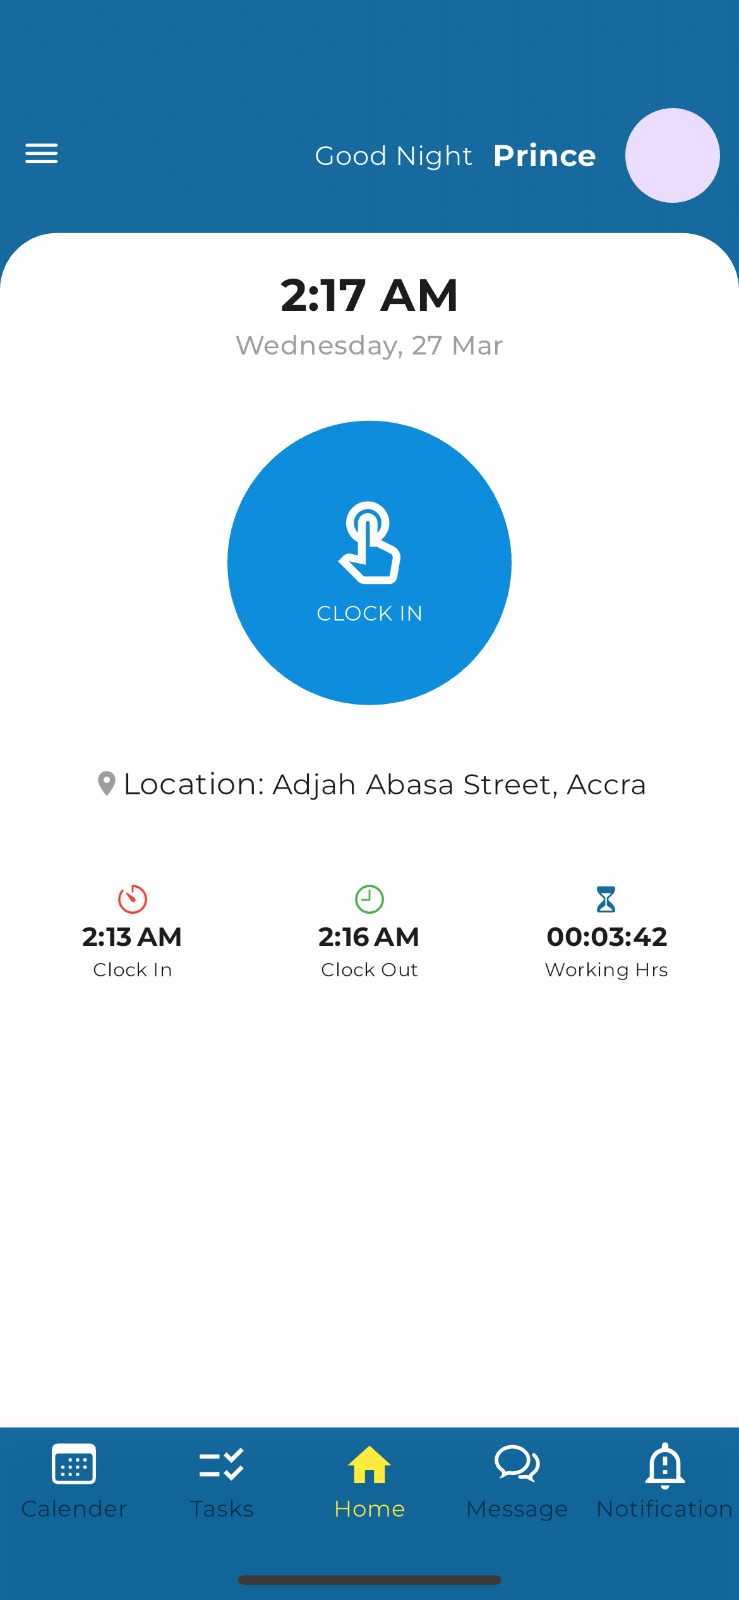 Good Night Prince
2:17 AM
Wednesday, 27 Mar
CLOCK IN
Location: Adjah Abasa Street, Accra
2:13 AM 2:16 AM 00:03:42
Clock In Clock Out Working Hrs
Calender Tasks Home Message Notification